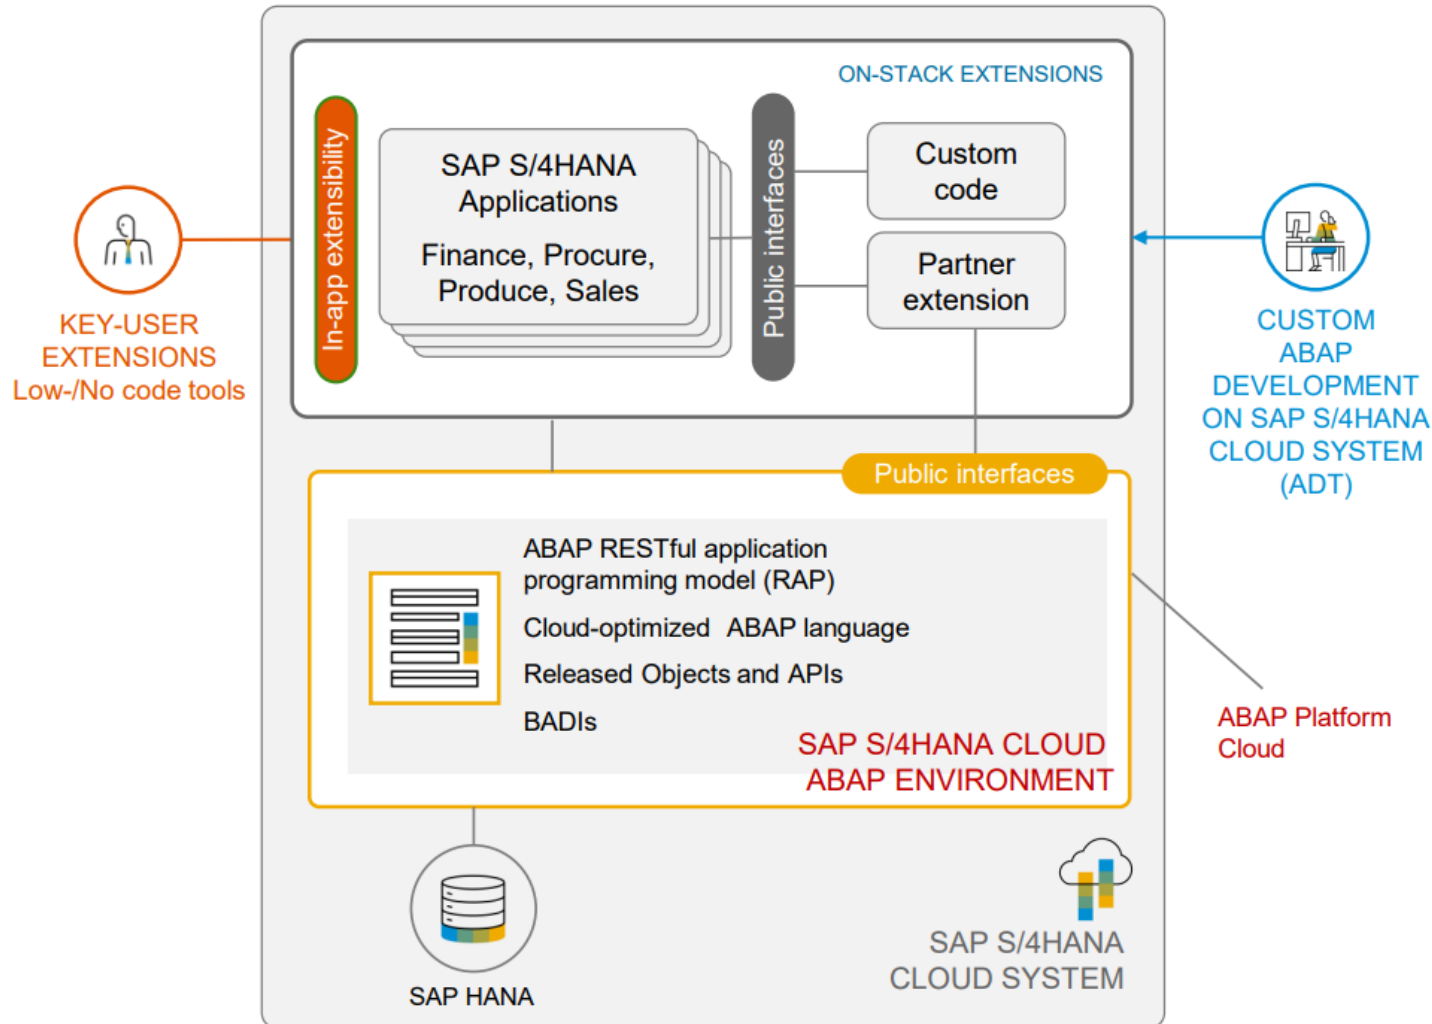 ON-STACK EXTENSIONS
In-app extensibility
SAP S/4HANA
Applications
Finance, Procure,
Produce, Sales
Public interfaces
Custom
code
Partner
extension
KEY-USER
EXTENSIONS
Low-/No code tools
CUSTOM
ABAP
DEVELOPMENT
ON SAP S/4HANA
CLOUD SYSTEM
(ADT)
Public interfaces
ABAP RESTful application
programming model (RAP)
Cloud-optimized ABAP language
Released Objects and APIs
BADIs
SAP S/4HANA CLOUD
ABAP ENVIRONMENT
ABAP Platform
Cloud
SAP HANA
SAP S/4HANA
CLOUD SYSTEM